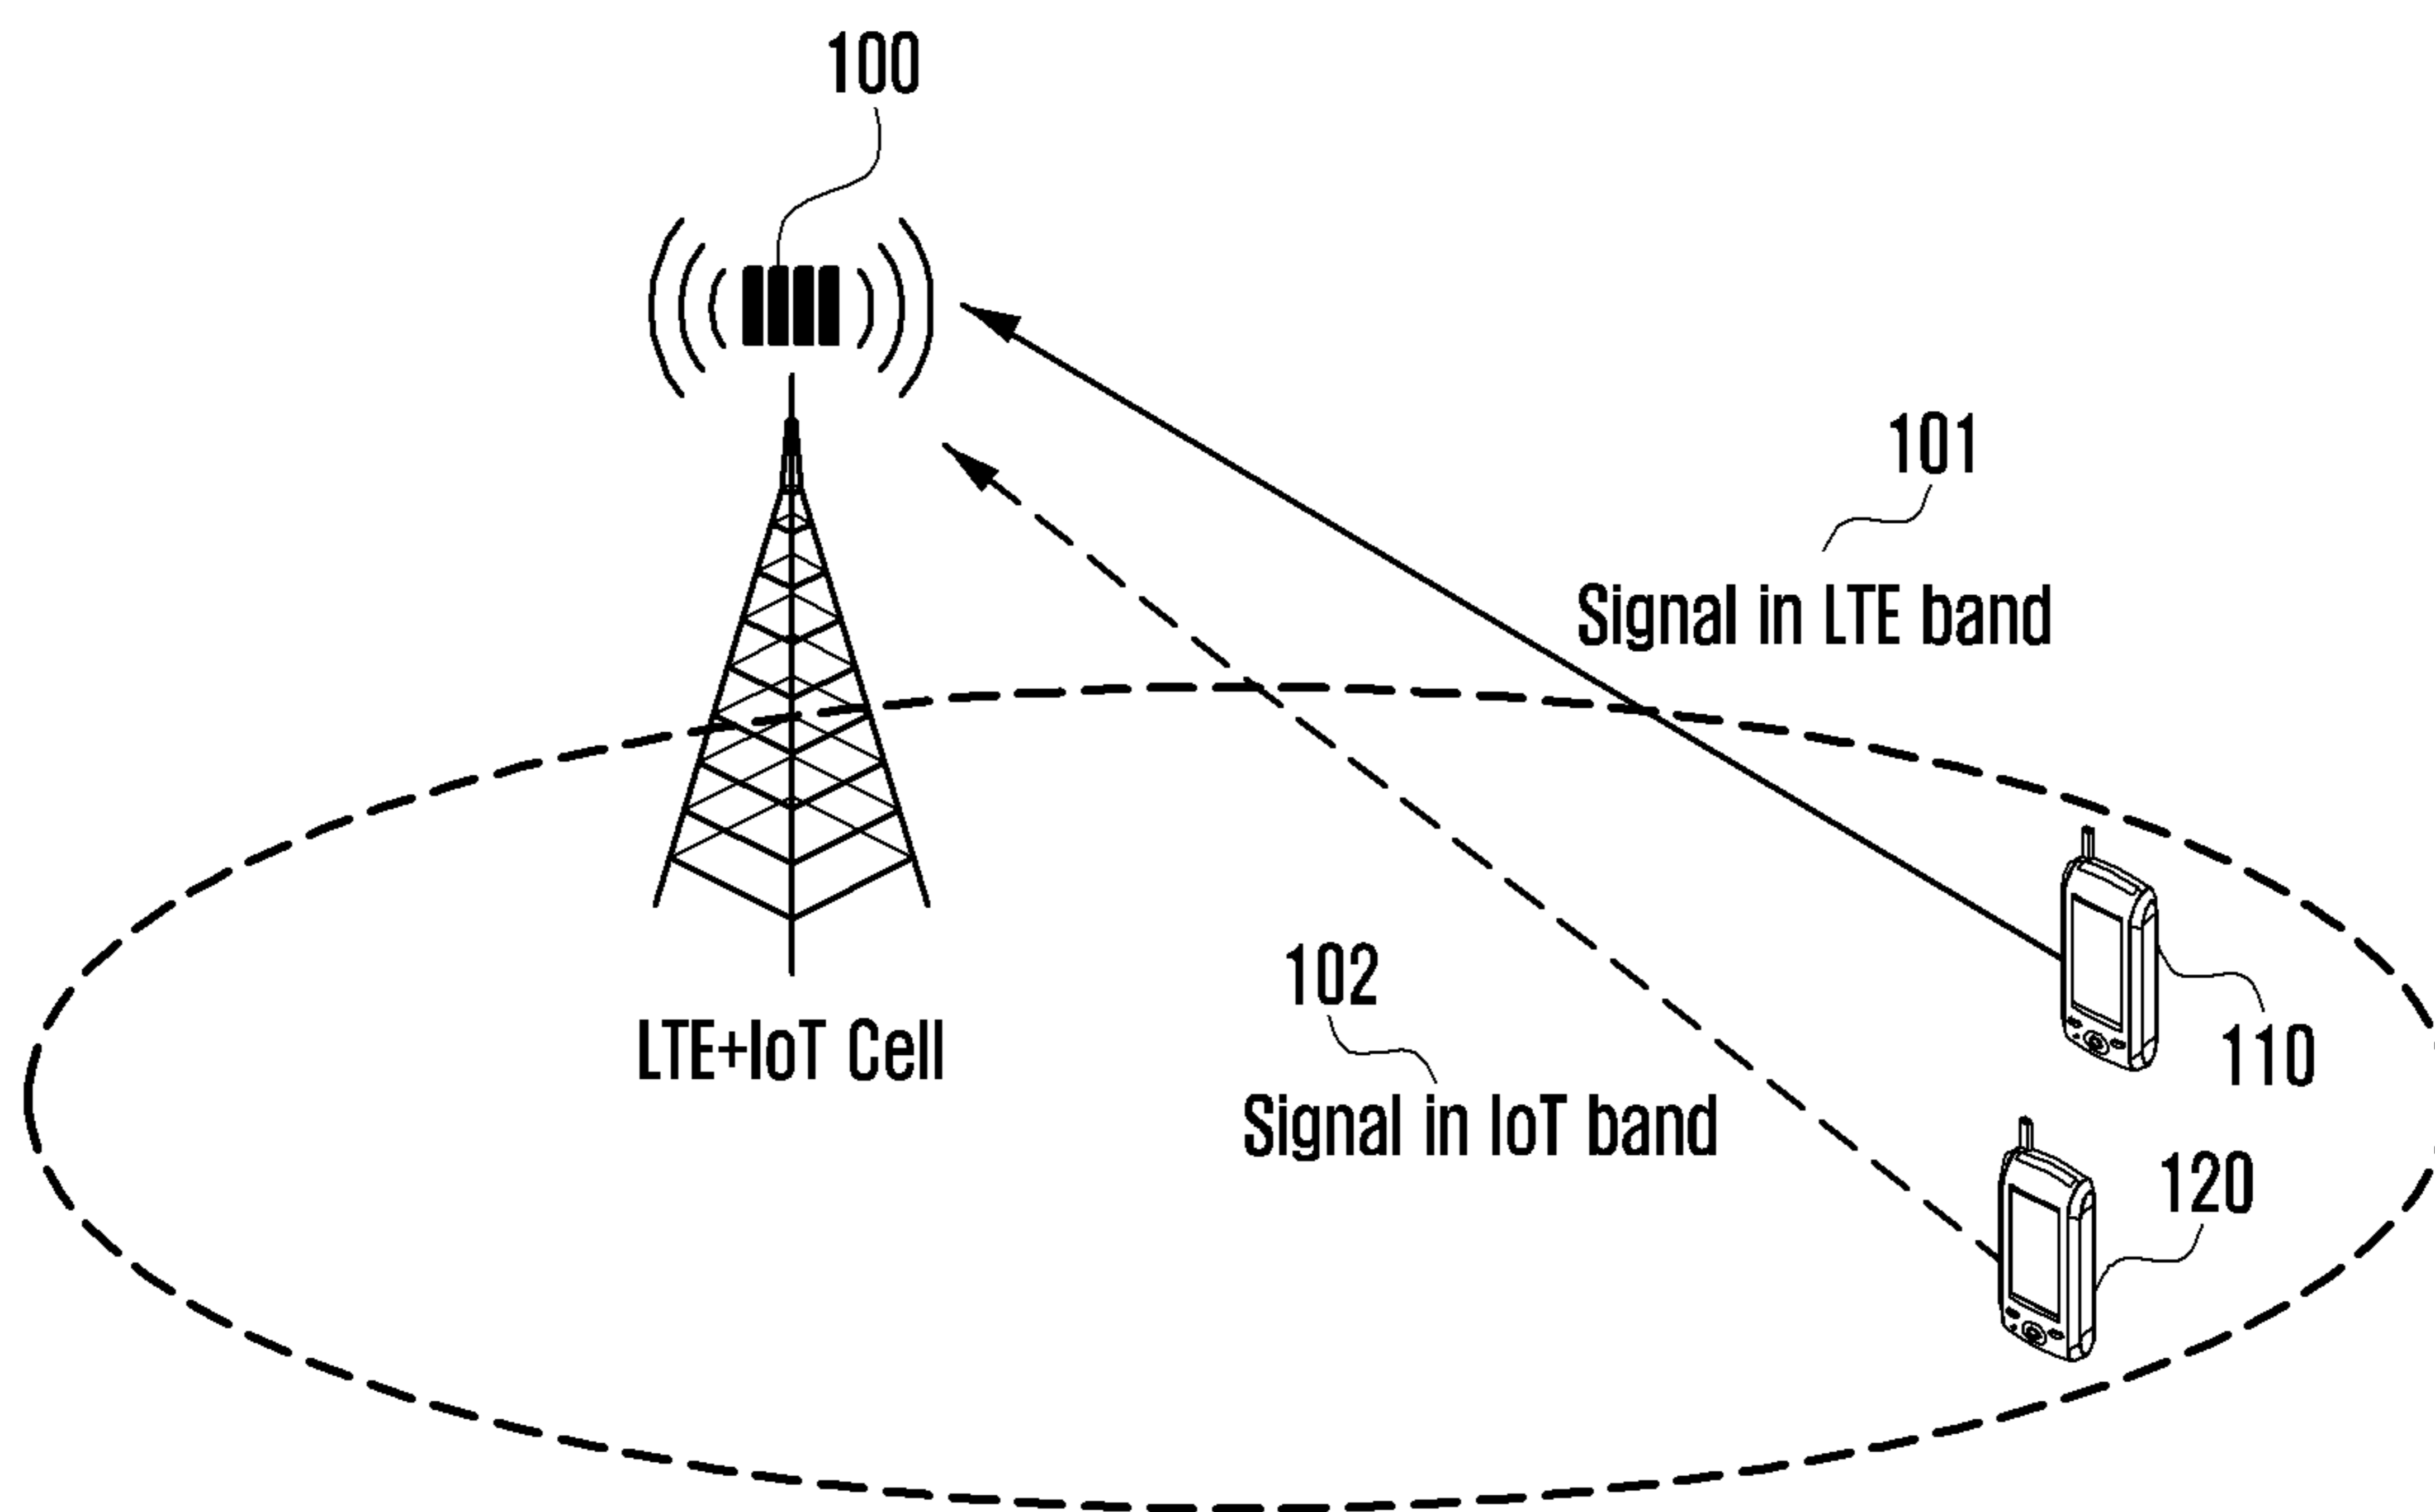 100
101
Signal in LTE band
102
LTE+IoT Cell
110
Signal in IoT band
120